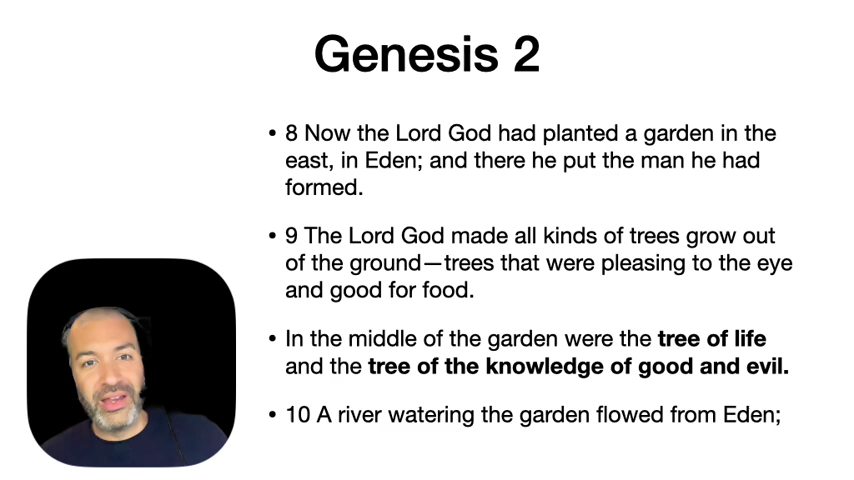 Genesis 2
• 8 Now the Lord God had planted a garden in the
east, in Eden; and there he put the man he had
formed.
• 9 The Lord God made all kinds of trees grow out
of the ground—trees that were pleasing to the eye
and good for food.
• In the middle of the garden were the tree of life
and the tree of the knowledge of good and evil.
• 10 A river watering the garden flowed from Eden;